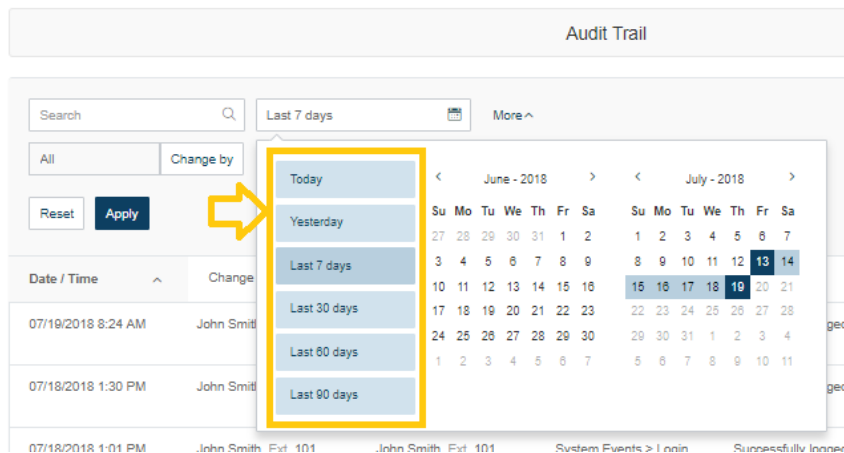 Audit Trail
Search
Last 7 days
More
All
Change by
Reset
Apply
Today
Yesterday
Last 7 days
Last 30 days
Last 60 days
Last 90 days
June - 2018
Su Mo Tu We Th Fr Sa
27 28 29 30 31 1 2
3 4 5 6 7 8 9
10 11 12 13 14 15 16
17 18 19 20 21 22 23
24 25 26 27 28 29 30
1 2 3 4 5 6 7
July - 2018
Su Mo Tu We Th Fr Sa
1 2 3 4 5 6 7
8 9 10 11 12 13 14
15 16 17 18 19 20 21
22 23 24 25 26 27 28
29 30 31 1 2 3 4
5 6 7 8 9 10 11
Date / Time
Change
07/19/2018 8:24 AM John Smit ged
07/18/2018 1:30 PM John Smit ged
07/18/2018 1:01 PM John Smith Ext. 101 John Smith Ext. 101 System Events > Login Successfully logged